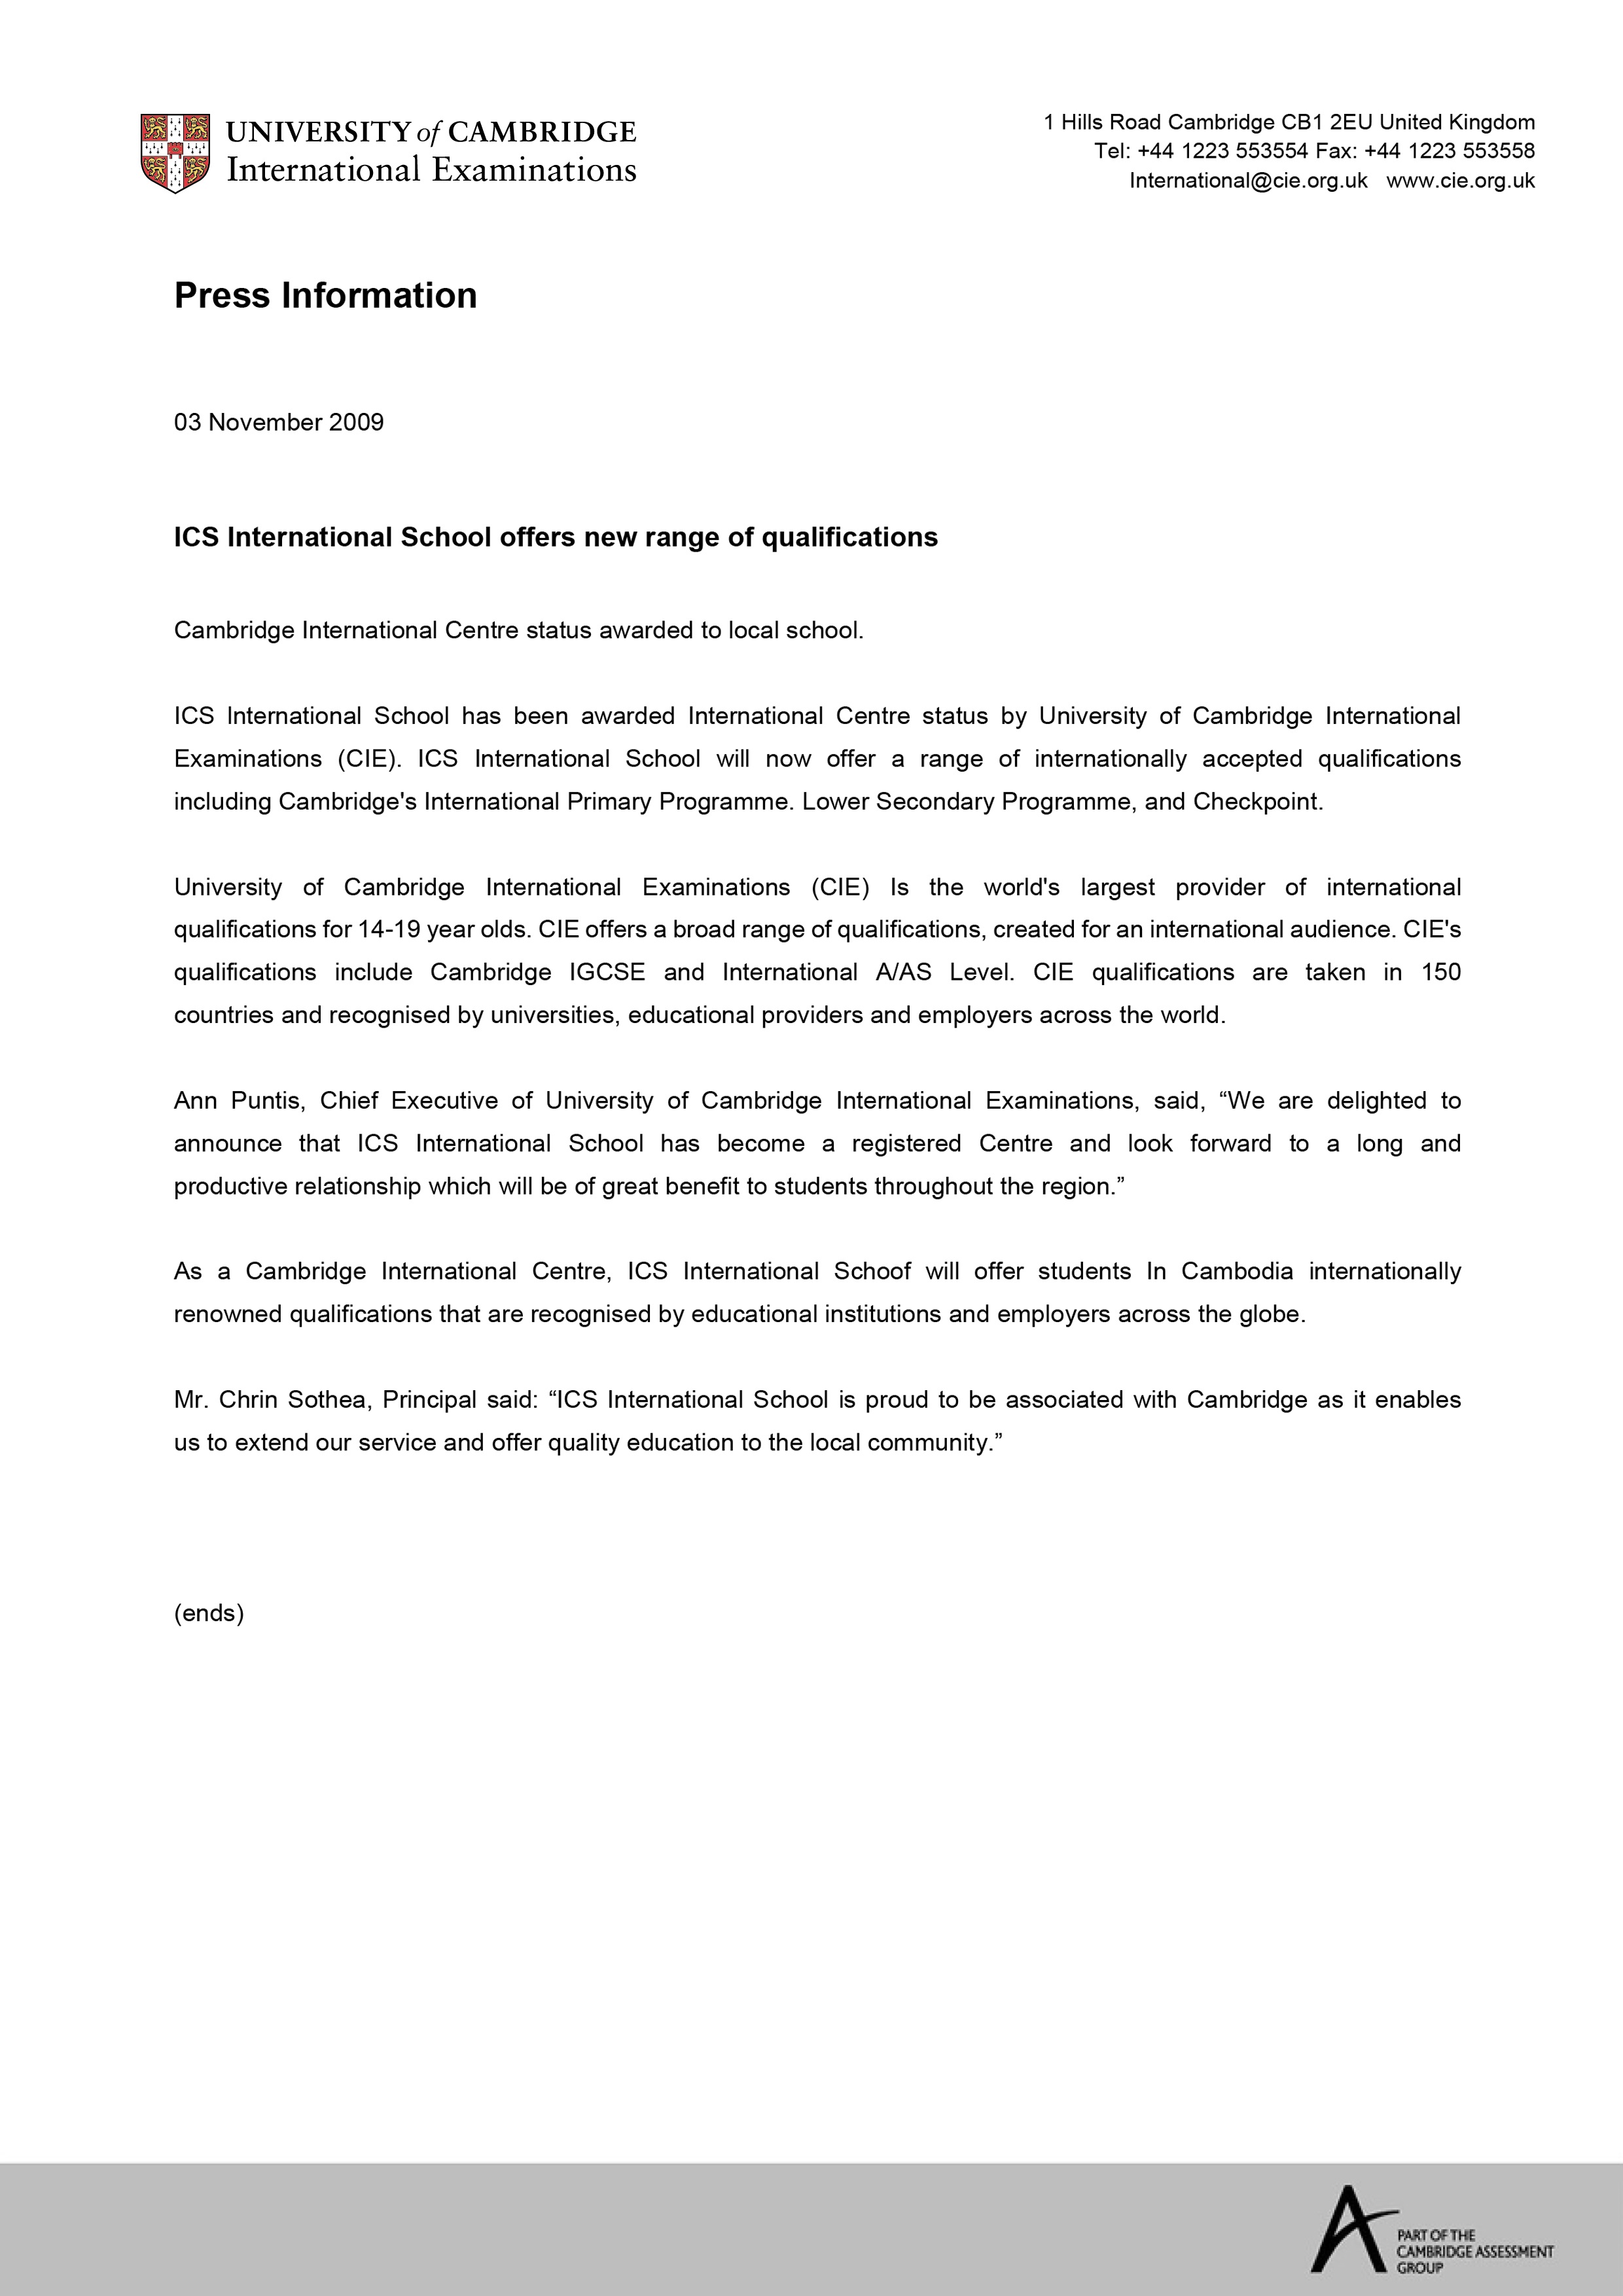 UNIVERSITY of CAMBRIDGE
International Examinations
1 Hills Road Cambridge CB1 2EU United Kingdom
Tel: +44 1223 553554 Fax: +44 1223 553558
International@cie.org.uk www.cie.org.uk
Press Information
03 November 2009
ICS International School offers new range of qualifications
Cambridge International Centre status awarded to local school.
ICS International School has been awarded International Centre status by University of Cambridge International
Examinations (CIE). ICS International School will now offer a range of internationally accepted qualifications
including Cambridge's International Primary Programme. Lower Secondary Programme, and Checkpoint.
University of Cambridge International Examinations (CIE) Is the world's largest provider of international
qualifications for 14-19 year olds. CIE offers a broad range of qualifications, created for an international audience. CIE's
qualifications include Cambridge IGCSE and International A/AS Level. CIE qualifications are taken in 150
countries and recognised by universities, educational providers and employers across the world.
Ann Puntis, Chief Executive of University of Cambridge International Examinations, said, “We are delighted to
announce that ICS International School has become a registered Centre and look forward to a long and
productive relationship which will be of great benefit to students throughout the region.”
As a Cambridge International Centre, ICS International Schoof will offer students In Cambodia internationally
renowned qualifications that are recognised by educational institutions and employers across the globe.
Mr. Chrin Sothea, Principal said: “ICS International School is proud to be associated with Cambridge as it enables
us to extend our service and offer quality education to the local community.”
(ends)
PART OF THE
CAMBRIDGE ASSESSMENT
GROUP